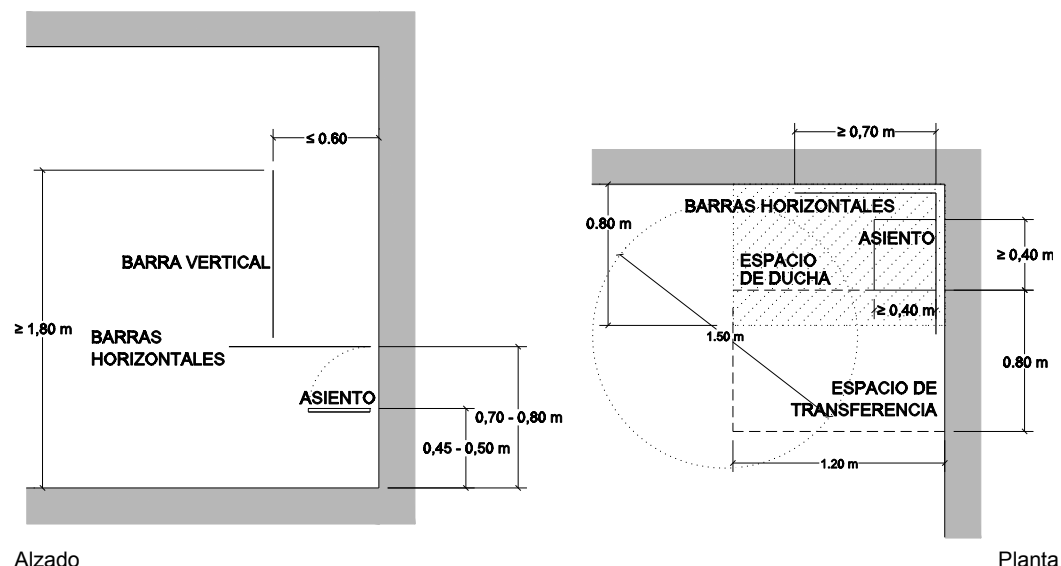 ≤ 0.60
BARRA VERTICAL
≥ 1,80 m
BARRAS
HORIZONTALES
ASIENTO
0,70 - 0,80 m
0,45 - 0,50 m
Alzado
≥ 0,70 m
BARRAS HORIZONTALES
0.80 m
ASIENTO
≥ 0,40 m
ESPACIO
DE DUCHA
≥ 0,40 m
1.50 m
0.80 m
ESPACIO DE
TRANSFERENCIA
1.20 m
Planta